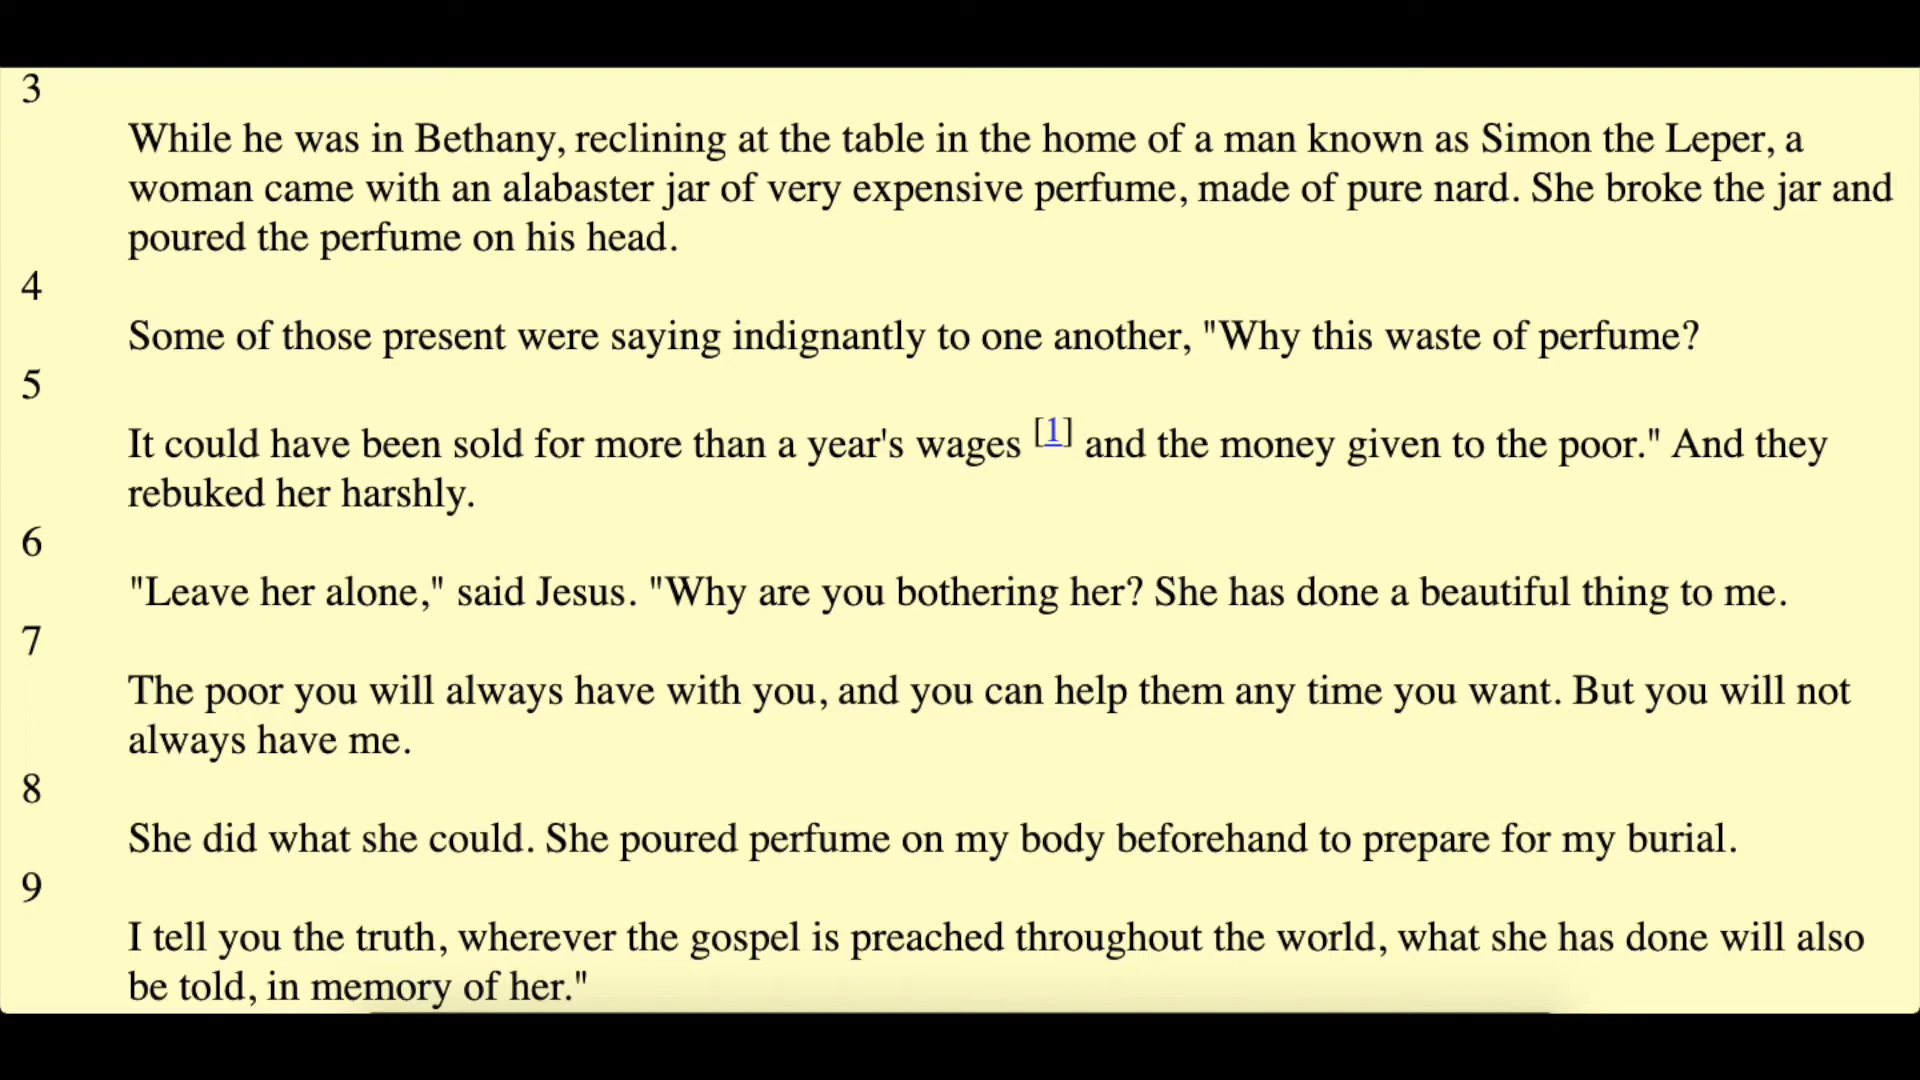 3
While he was in Bethany, reclining at the table in the home of a man known as Simon the Leper, a
woman came with an alabaster jar of very expensive perfume, made of pure nard. She broke the jar and
poured the perfume on his head.
4
Some of those present were saying indignantly to one another, "Why this waste of perfume?
5
It could have been sold for more than a year's wages [1] and the money given to the poor." And they
rebuked her harshly.
6
"Leave her alone," said Jesus. "Why are you bothering her? She has done a beautiful thing to me.
7
The poor you will always have with you, and you can help them any time you want. But you will not
always have me.
8
She did what she could. She poured perfume on my body beforehand to prepare for my burial.
9
I tell you the truth, wherever the gospel is preached throughout the world, what she has done will also
be told, in memory of her."